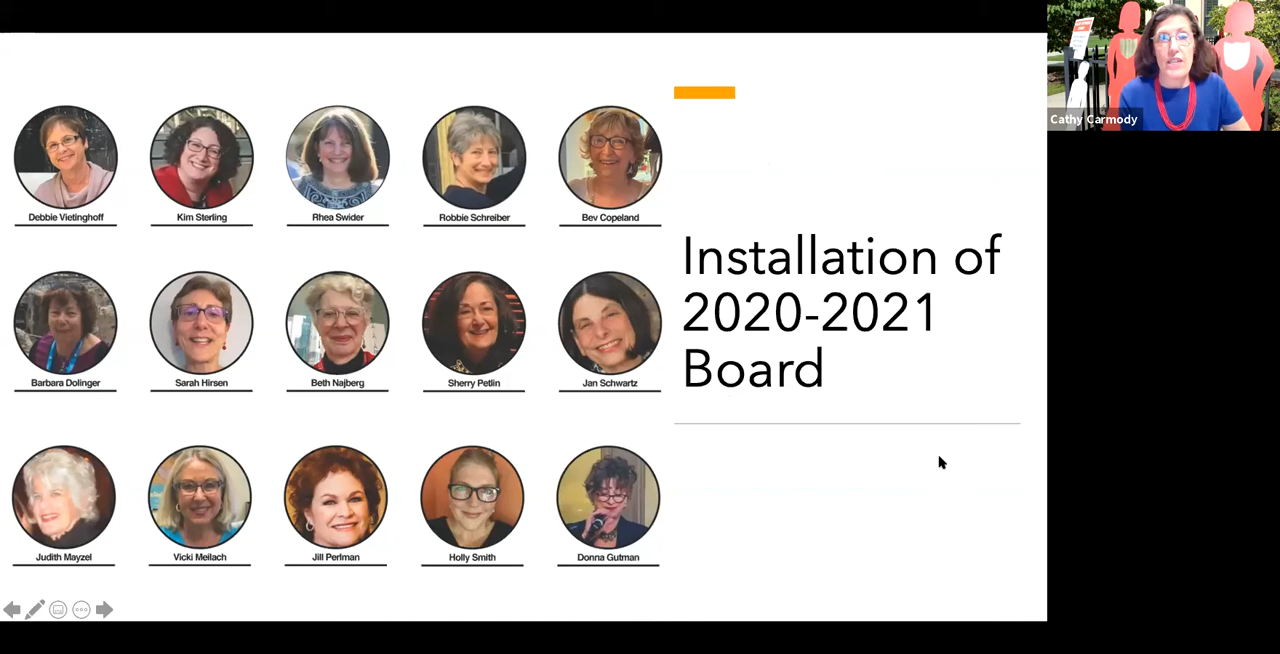 Cathy Carmody
Debbie Vietinghoff
Kim Sterling
Rhea Swider
Robbie Schreiber
Bev Copeland
Barbara Dolinger
Sarah Hirsen
Beth Najberg
Sherry Petlin
Jan Schwartz
Judith Mayzel
Vicki Meilach
Jill Perlman
Holly Smith
Donna Gutman
Installation of
2020-2021
Board